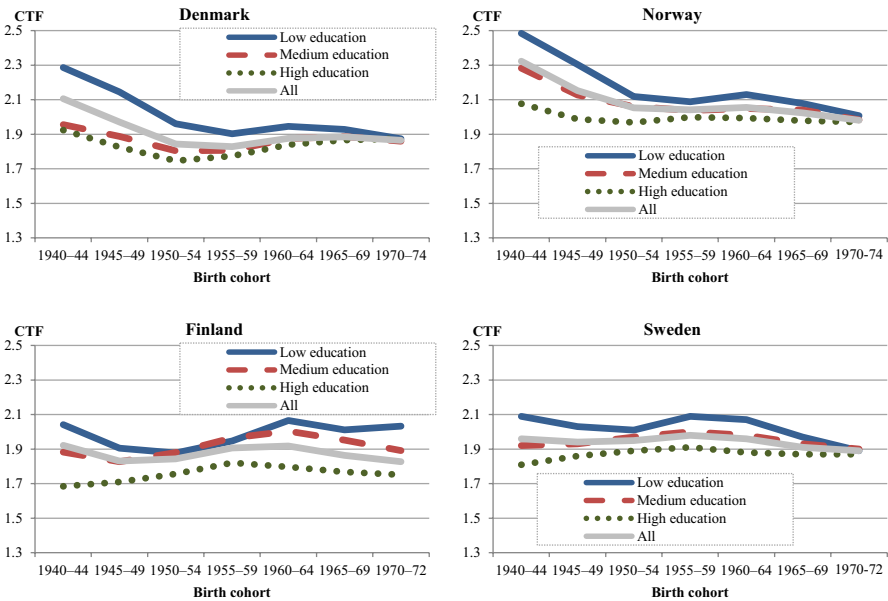 Denmark
CTF
2.5
2.3
2.1
1.9
1.7
1.5
1.3
Low education
Medium education
High education
All
1940–44 1945–49 1950–54 1955–59 1960–64 1965–69 1970–74
Birth cohort
Norway
CTF
2.5
2.3
2.1
1.9
1.7
1.5
1.3
Low education
Medium education
High education
All
1940–44 1945–49 1950–54 1955–59 1960–64 1965–69 1970-74
Birth cohort
Finland
CTF
2.5
2.3
2.1
1.9
1.7
1.5
1.3
Low education
Medium education
High education
All
1940–44 1945–49 1950–54 1955–59 1960–64 1965–69 1970–72
Birth cohort
Sweden
CTF
2.5
2.3
2.1
1.9
1.7
1.5
1.3
Low education
Medium education
High education
All
1940–44 1945–49 1950–54 1955–59 1960–64 1965–69 1970-72
Birth cohort